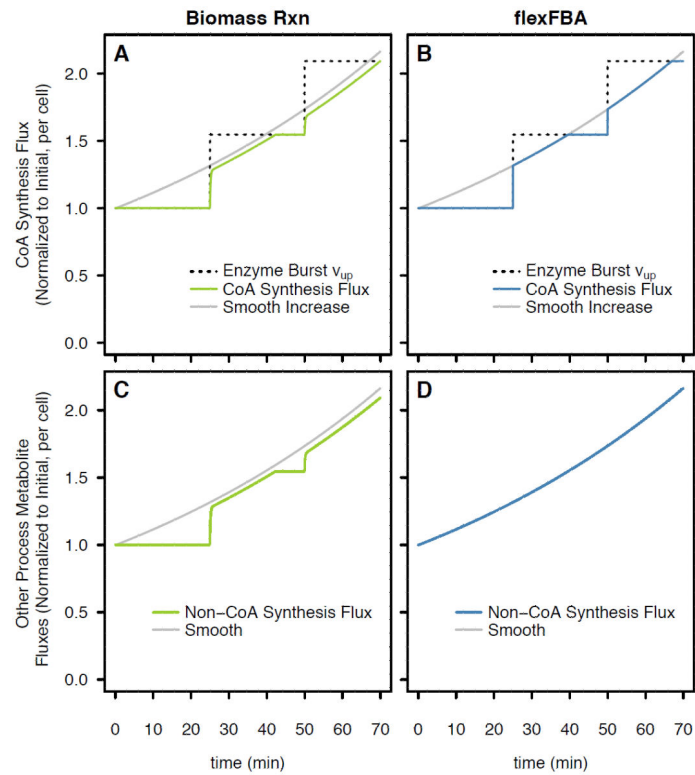 Biomass Rxn
flexFBA
A
B
CoA Synthesis Flux
(Normalized to Initial, per cell)
2.0
1.5
1.0
0.5
0.0
Enzyme Burst vup
CoA Synthesis Flux
Smooth Increase
Enzyme Burst vup
CoA Synthesis Flux
Smooth Increase
C
D
Other Process Metabolite
Fluxes (Normalized to Initial, per cell)
2.0
1.5
1.0
0.5
0.0
Non−CoA Synthesis Flux
Smooth
Non−CoA Synthesis Flux
Smooth
0 10 20 30 40 50 60 70
0 10 20 30 40 50 60 70
time (min)
time (min)